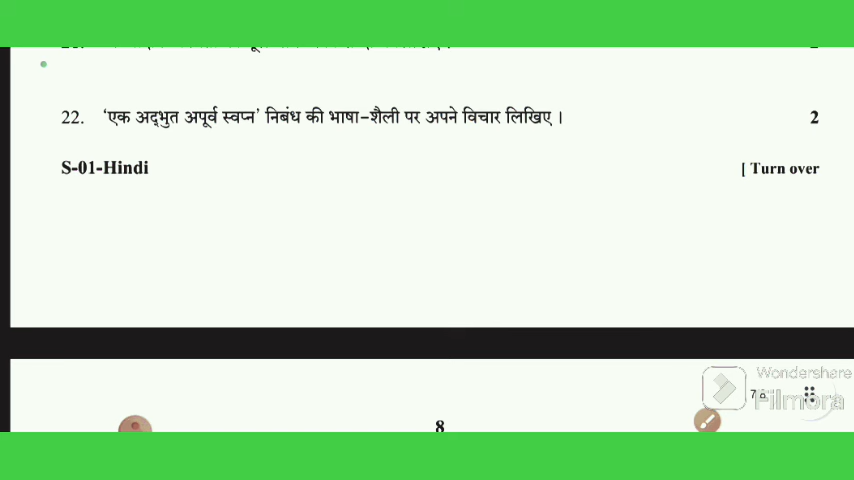 22. ‘एक अद्भुत अपूर्व स्वप्न’ निबंध की भाषा-शैली पर अपने विचार लिखिए। 2
S-01-Hindi [ Turn over
Wondershare
Filmora
8